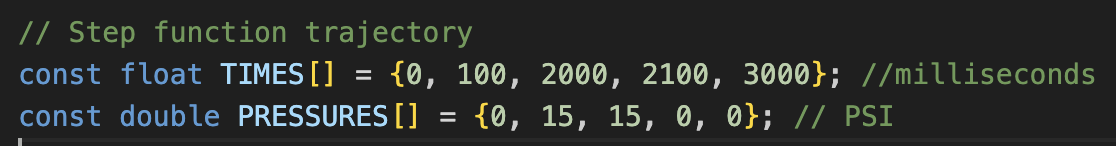 // Step function trajectory
const float TIMES[] = {0, 100, 2000, 2100, 3000}; //milliseconds
const double PRESSURES[] = {0, 15, 15, 0, 0}; // PSI